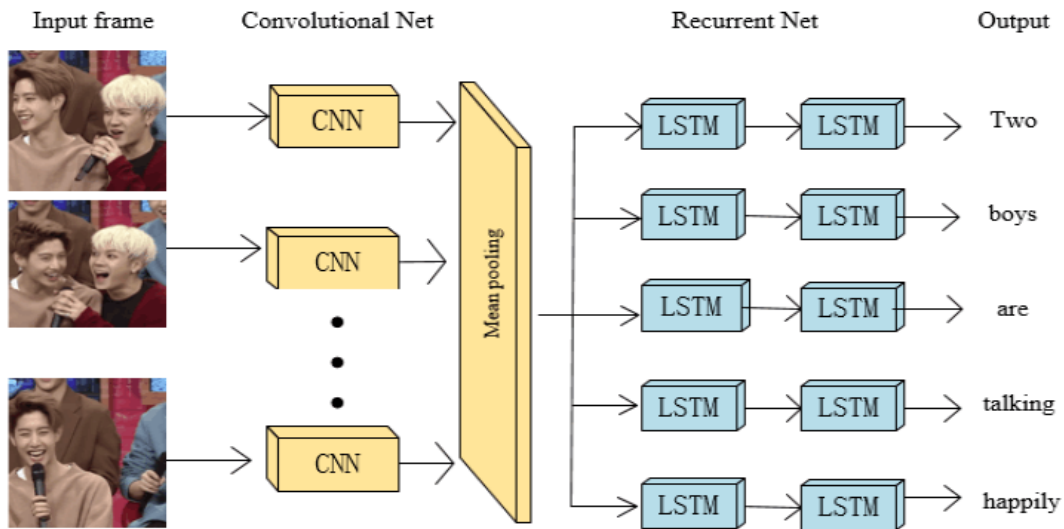 Input frame
Convolutional Net
Recurrent Net
Output
CNN
LSTM
LSTM
Two
CNN
LSTM
LSTM
boys
Mean pooling
LSTM
LSTM
are
LSTM
LSTM
talking
CNN
LSTM
LSTM
happily